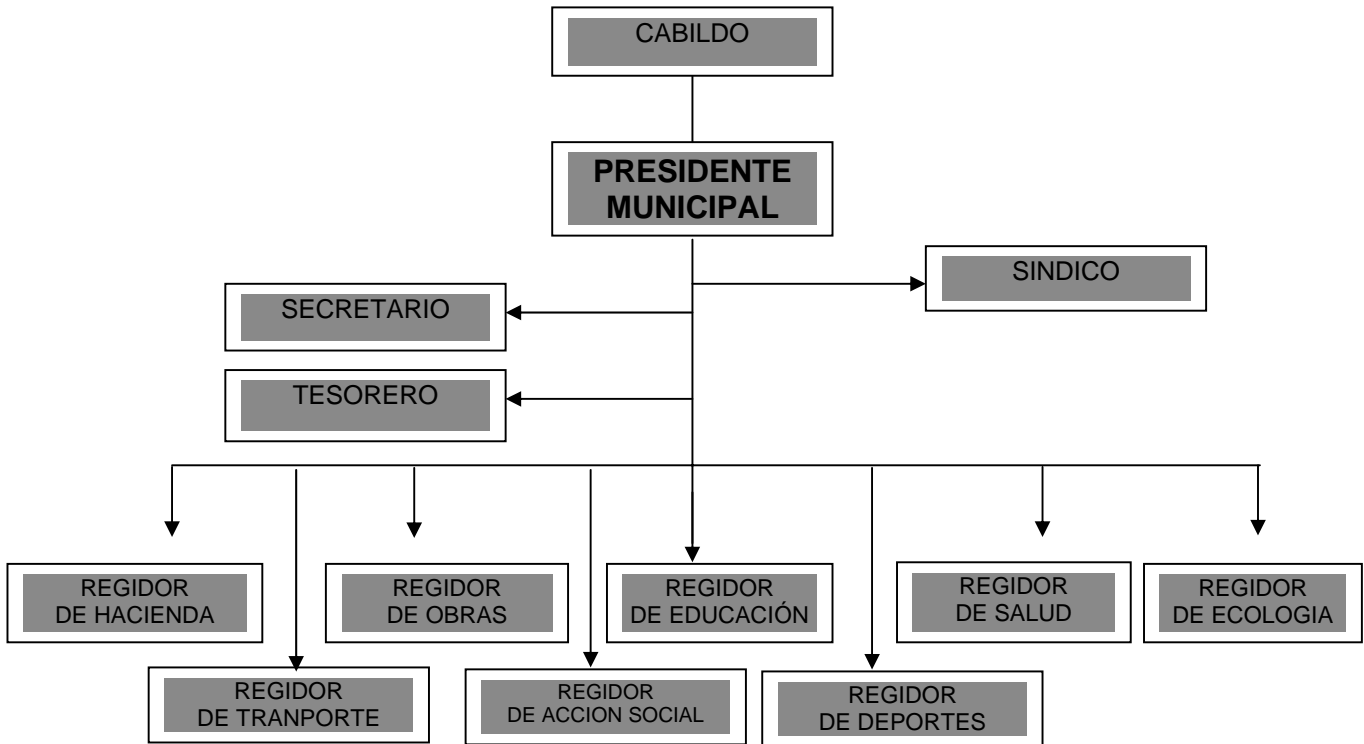 CABILDO
PRESIDENTE
MUNICIPAL
SINDICO
SECRETARIO
TESORERO
REGIDOR
DE HACIENDA
REGIDOR
DE OBRAS
REGIDOR
DE EDUCACIÓN
REGIDOR
DE SALUD
REGIDOR
DE ECOLOGIA
REGIDOR
DE TRANPORTE
REGIDOR
DE ACCION SOCIAL
REGIDOR
DE DEPORTES